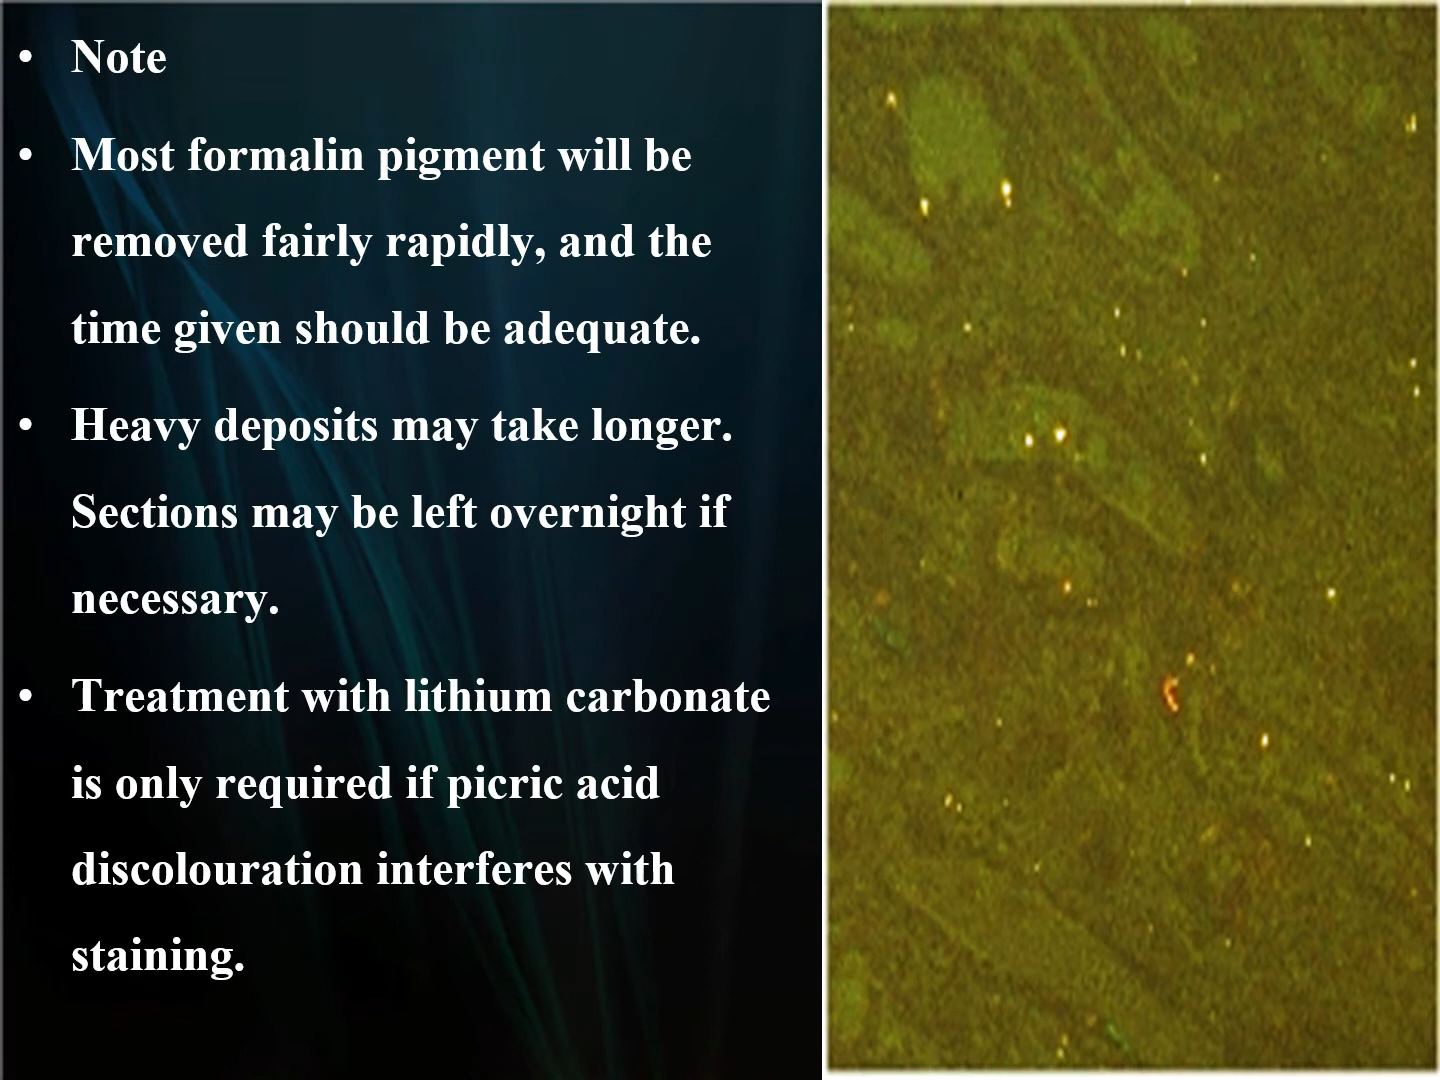 • Note
• Most formalin pigment will be
removed fairly rapidly, and the
time given should be adequate.
• Heavy deposits may take longer.
Sections may be left overnight if
necessary.
• Treatment with lithium carbonate
is only required if picric acid
discolouration interferes with
staining.